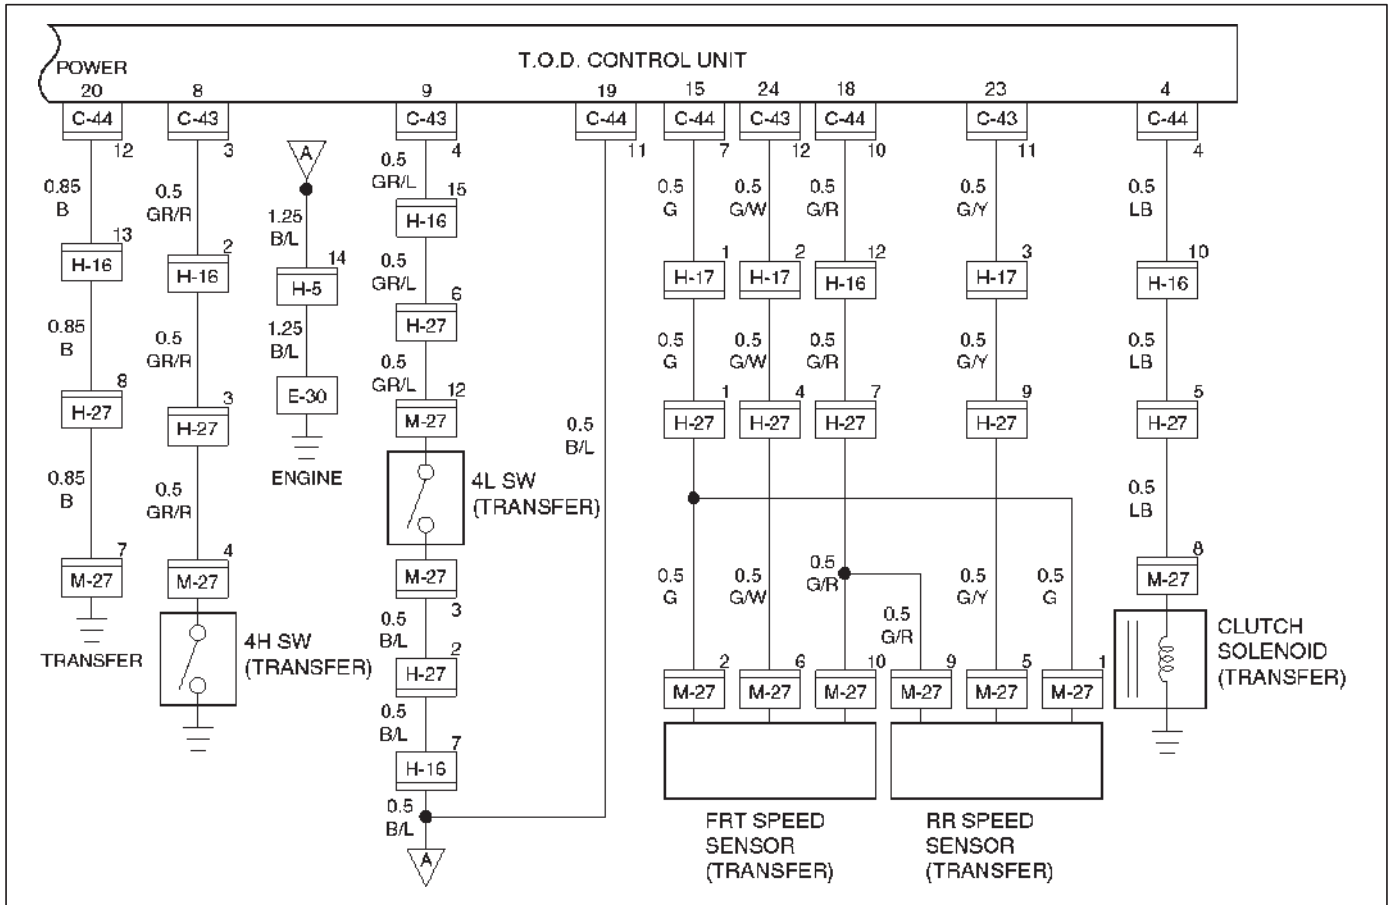 T.O.D. CONTROL UNIT
POWER
20 8 9 19 15 24 18 23 4
C-44 C-43 C-43 C-44 C-44 C-43 C-44 C-43 C-44
12 3 4 11 7 12 10 11 4
A
0.85 B
0.5 GR/R
1.25 B/L
0.5 GR/L
0.5 G
0.5 G/W
0.5 G/R
0.5 G/Y
0.5 LB
13 2 14 15 1 2 12 3 10
H-16 H-16 H-5 H-16 H-17 H-17 H-16 H-17 H-16
0.85 B
0.5 GR/R
1.25 B/L
0.5 GR/L
0.5 G
0.5 G/W
0.5 G/R
0.5 G/Y
0.5 LB
6
H-27
0.5 GR/L
8 3 12 1 4 7 9 5
H-27 H-27 E-30 M-27 H-27 H-27 H-27 H-27 H-27
ENGINE
0.5 B/L
0.85 B
0.5 GR/R
4L SW
(TRANSFER)
0.5 LB
7 4 8
M-27 M-27 M-27 M-27
3
TRANSFER
4H SW
(TRANSFER)
0.5 B/L
2
H-27
0.5 B/L
7
H-16
0.5 B/L
A
0.5 G
0.5 G/W
0.5 G/R
0.5 G/R
0.5 G/Y
0.5 G
2 6 10 9 5 1
M-27 M-27 M-27 M-27 M-27 M-27
CLUTCH
SOLENOID
(TRANSFER)
FRT SPEED
SENSOR
(TRANSFER)
RR SPEED
SENSOR
(TRANSFER)